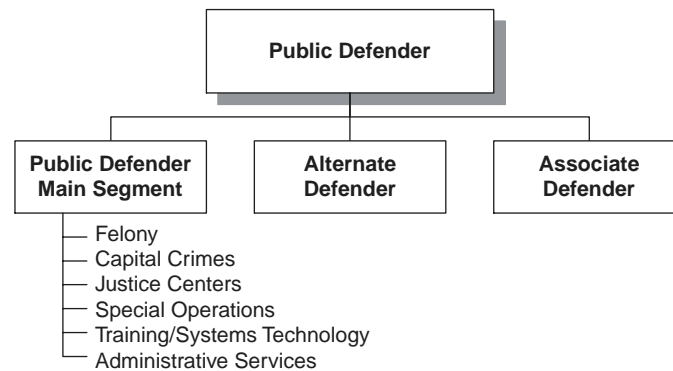 Public Defender
Public Defender
Main Segment
Alternate
Defender
Associate
Defender
Felony
Capital Crimes
Justice Centers
Special Operations
Training/Systems Technology
Administrative Services